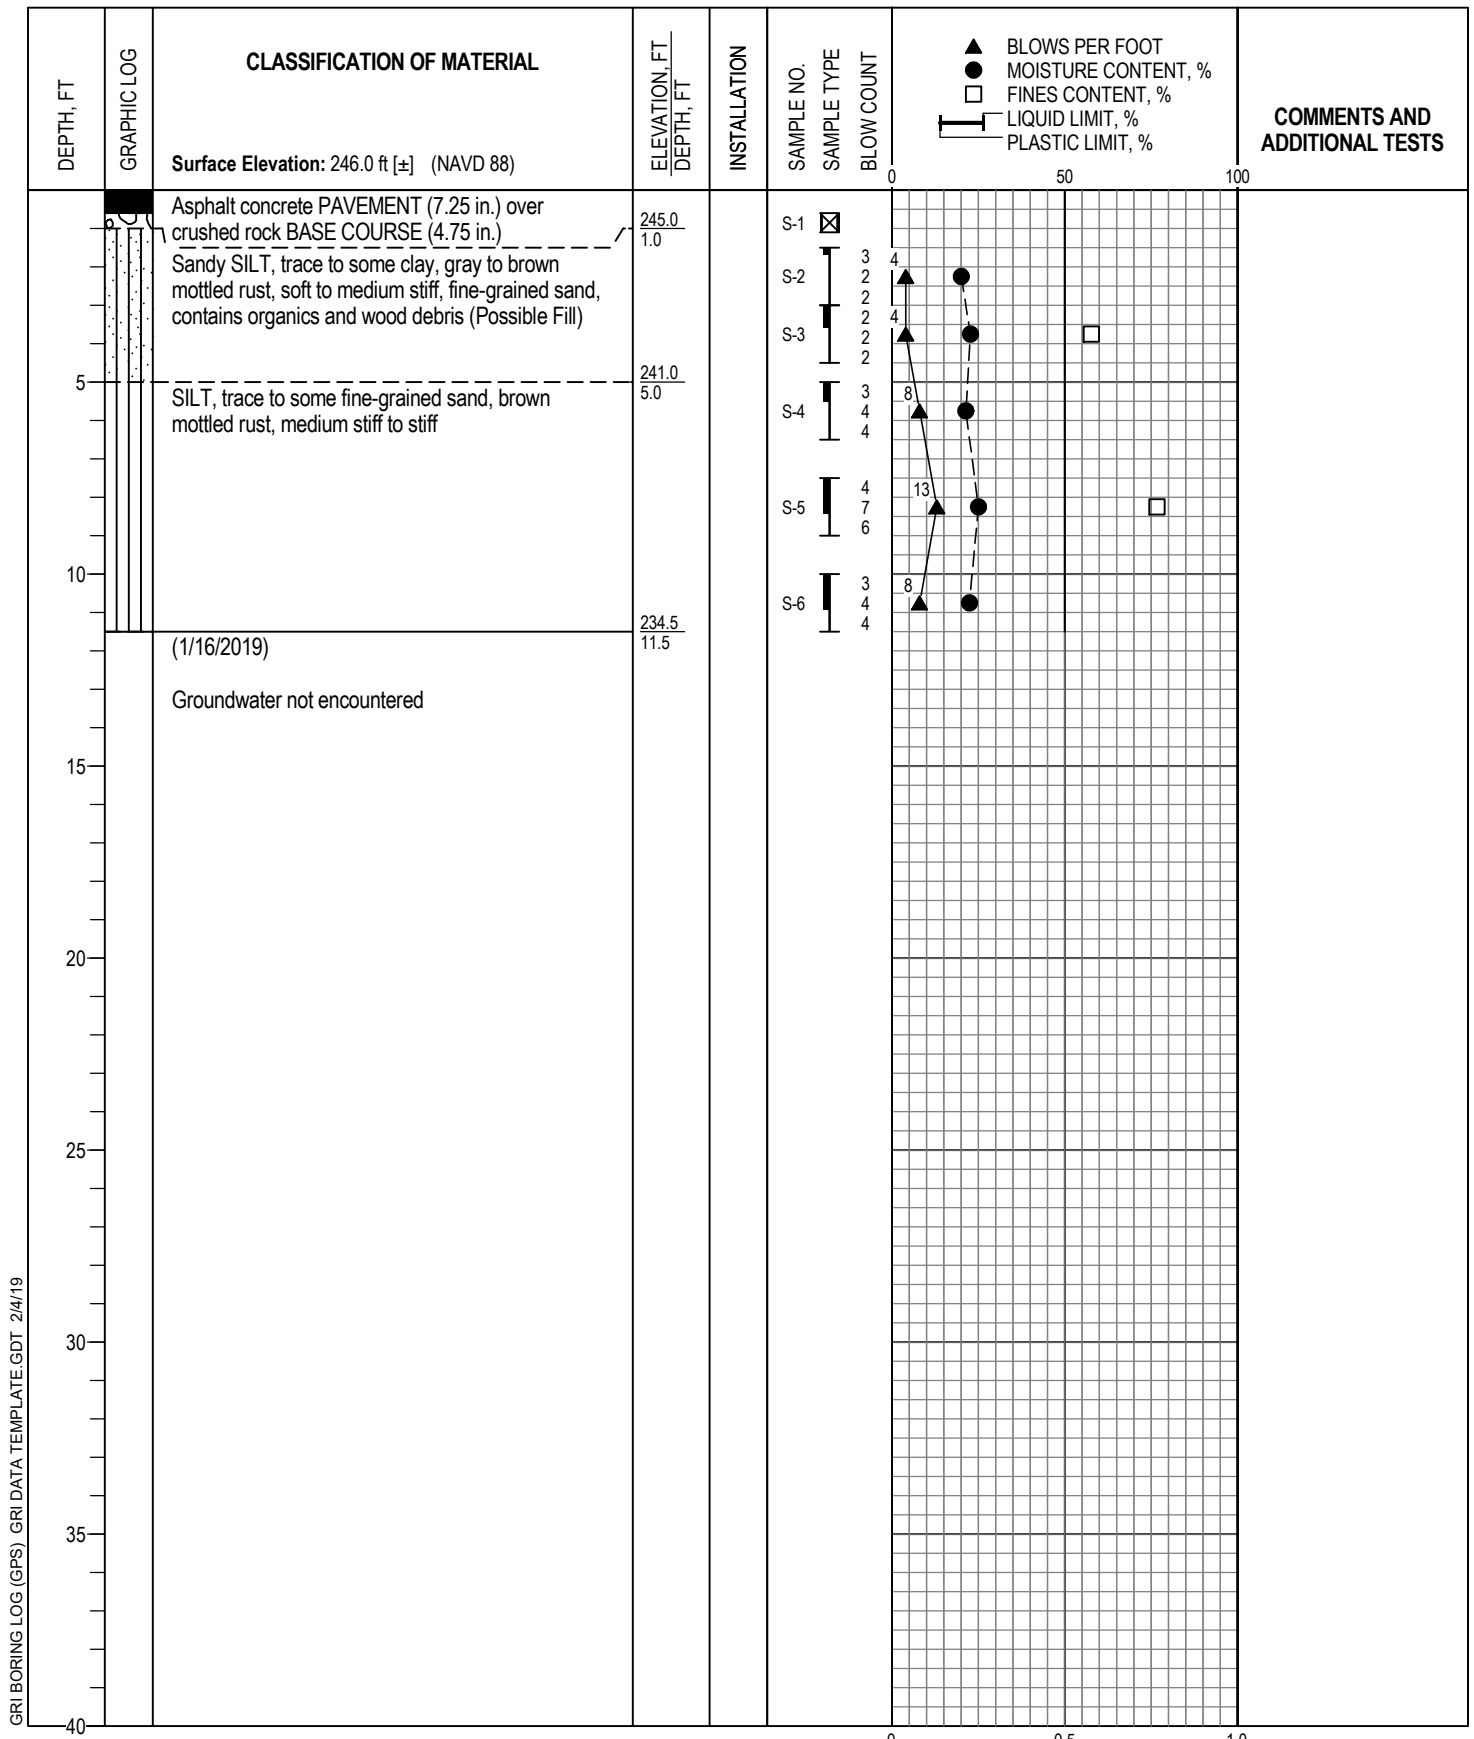 DEPTH, FT
GRAPHIC LOG
CLASSIFICATION OF MATERIAL
Surface Elevation: 246.0 ft [±] (NAVD 88)
ELEVATION, FT
DEPTH, FT
INSTALLATION
SAMPLE NO.
SAMPLE TYPE
BLOW COUNT
BLOWS PER FOOT
MOISTURE CONTENT, %
FINES CONTENT, %
LIQUID LIMIT, %
PLASTIC LIMIT, %
0 50 100
COMMENTS AND
ADDITIONAL TESTS
Asphalt concrete PAVEMENT (7.25 in.) over
crushed rock BASE COURSE (4.75 in.)
245.0
1.0
S-1
Sandy SILT, trace to some clay, gray to brown
mottled rust, soft to medium stiff, fine-grained sand,
contains organics and wood debris (Possible Fill)
S-2
3
2
2
4
S-3
2
2
2
4
5
241.0
5.0
SILT, trace to some fine-grained sand, brown
mottled rust, medium stiff to stiff
S-4
3
4
4
8
S-5
4
7
6
13
10
S-6
3
4
4
8
234.5
11.5
(1/16/2019)
Groundwater not encountered
15
20
25
30
35
40
0 0.5 1.0
GRI BORING LOG (GPS) GRI DATA TEMPLATE.GDT 2/4/19